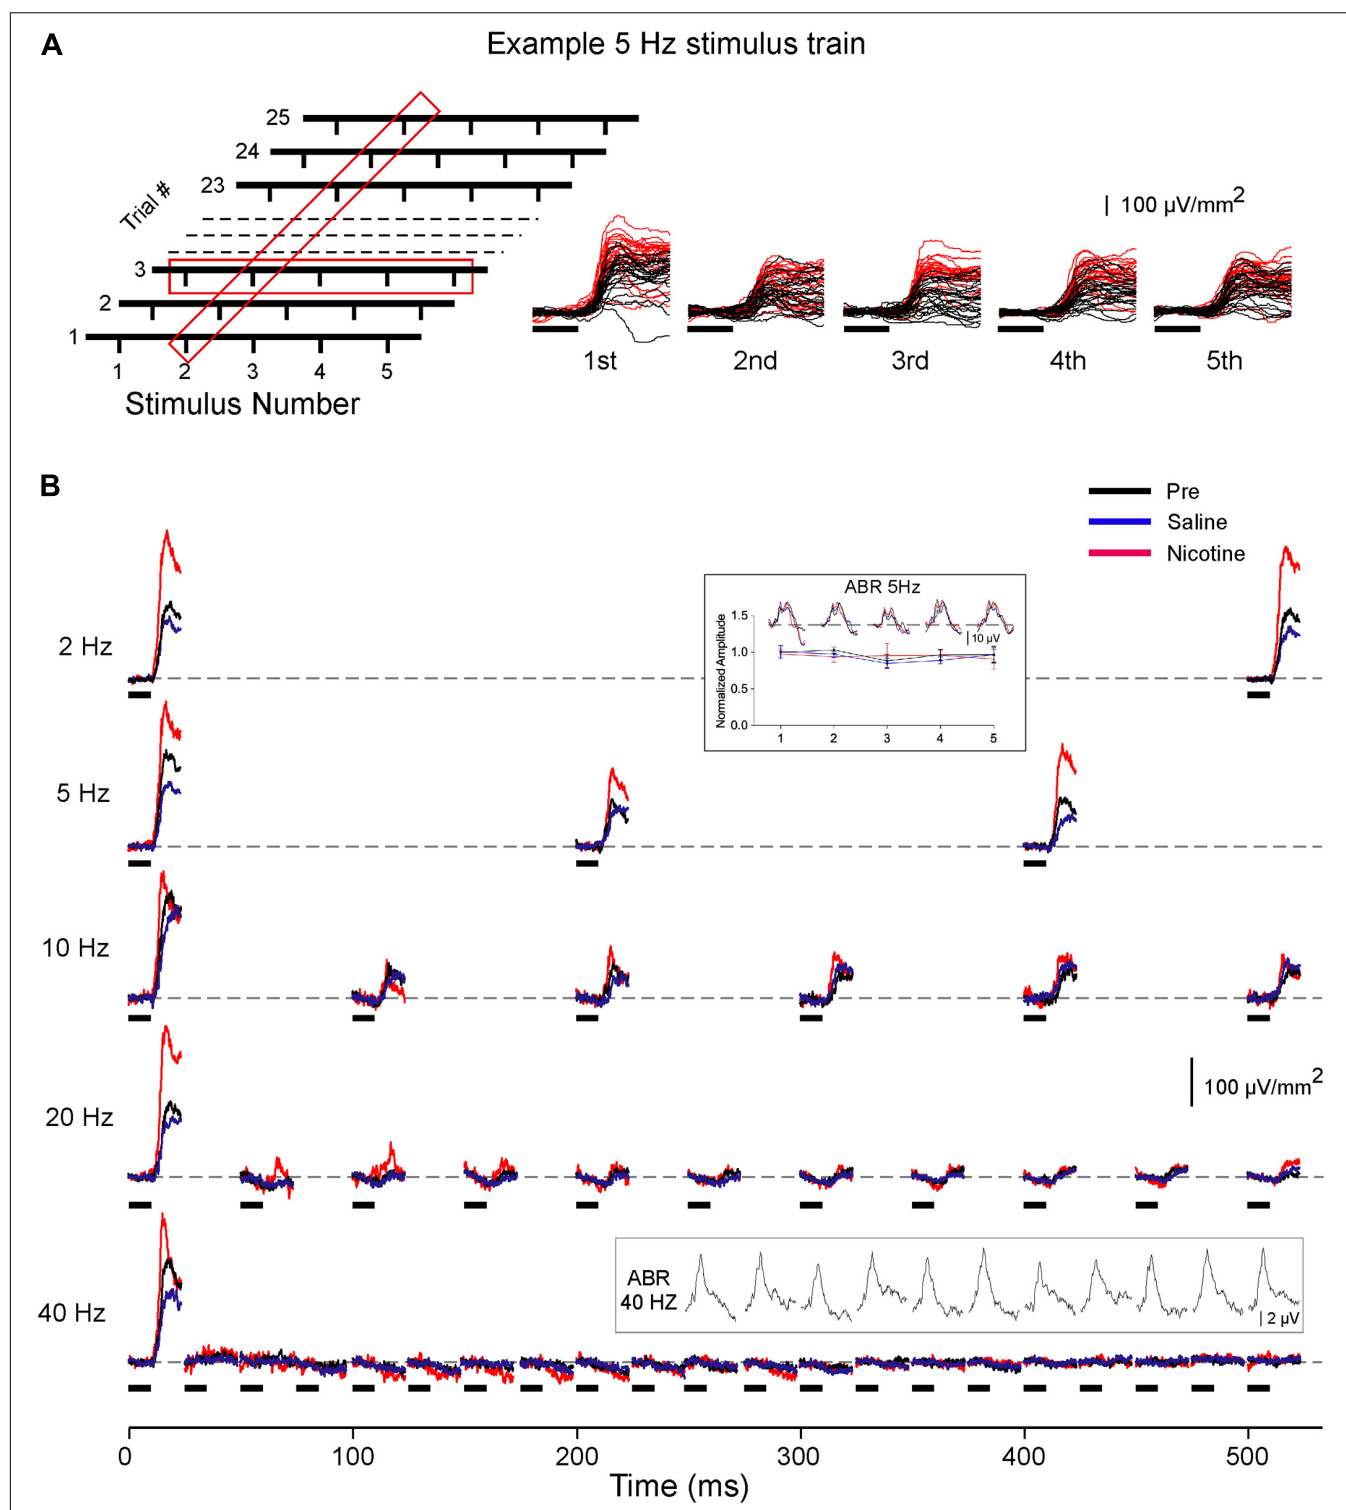 A
Example 5 Hz stimulus train
25
24
23
Trial #
3
2
1
1 2 3 4 5
Stimulus Number
100 µV/mm2
1st 2nd 3rd 4th 5th
B
Pre
Saline
Nicotine
2 Hz
ABR 5Hz
Normalized Amplitude
1.5
1.0
0.5
0.0
10 µV
1 2 3 4 5
5 Hz
10 Hz
20 Hz
100 µV/mm2
40 Hz
ABR
40 HZ
2 µV
0 100 200 300 400 500
Time (ms)